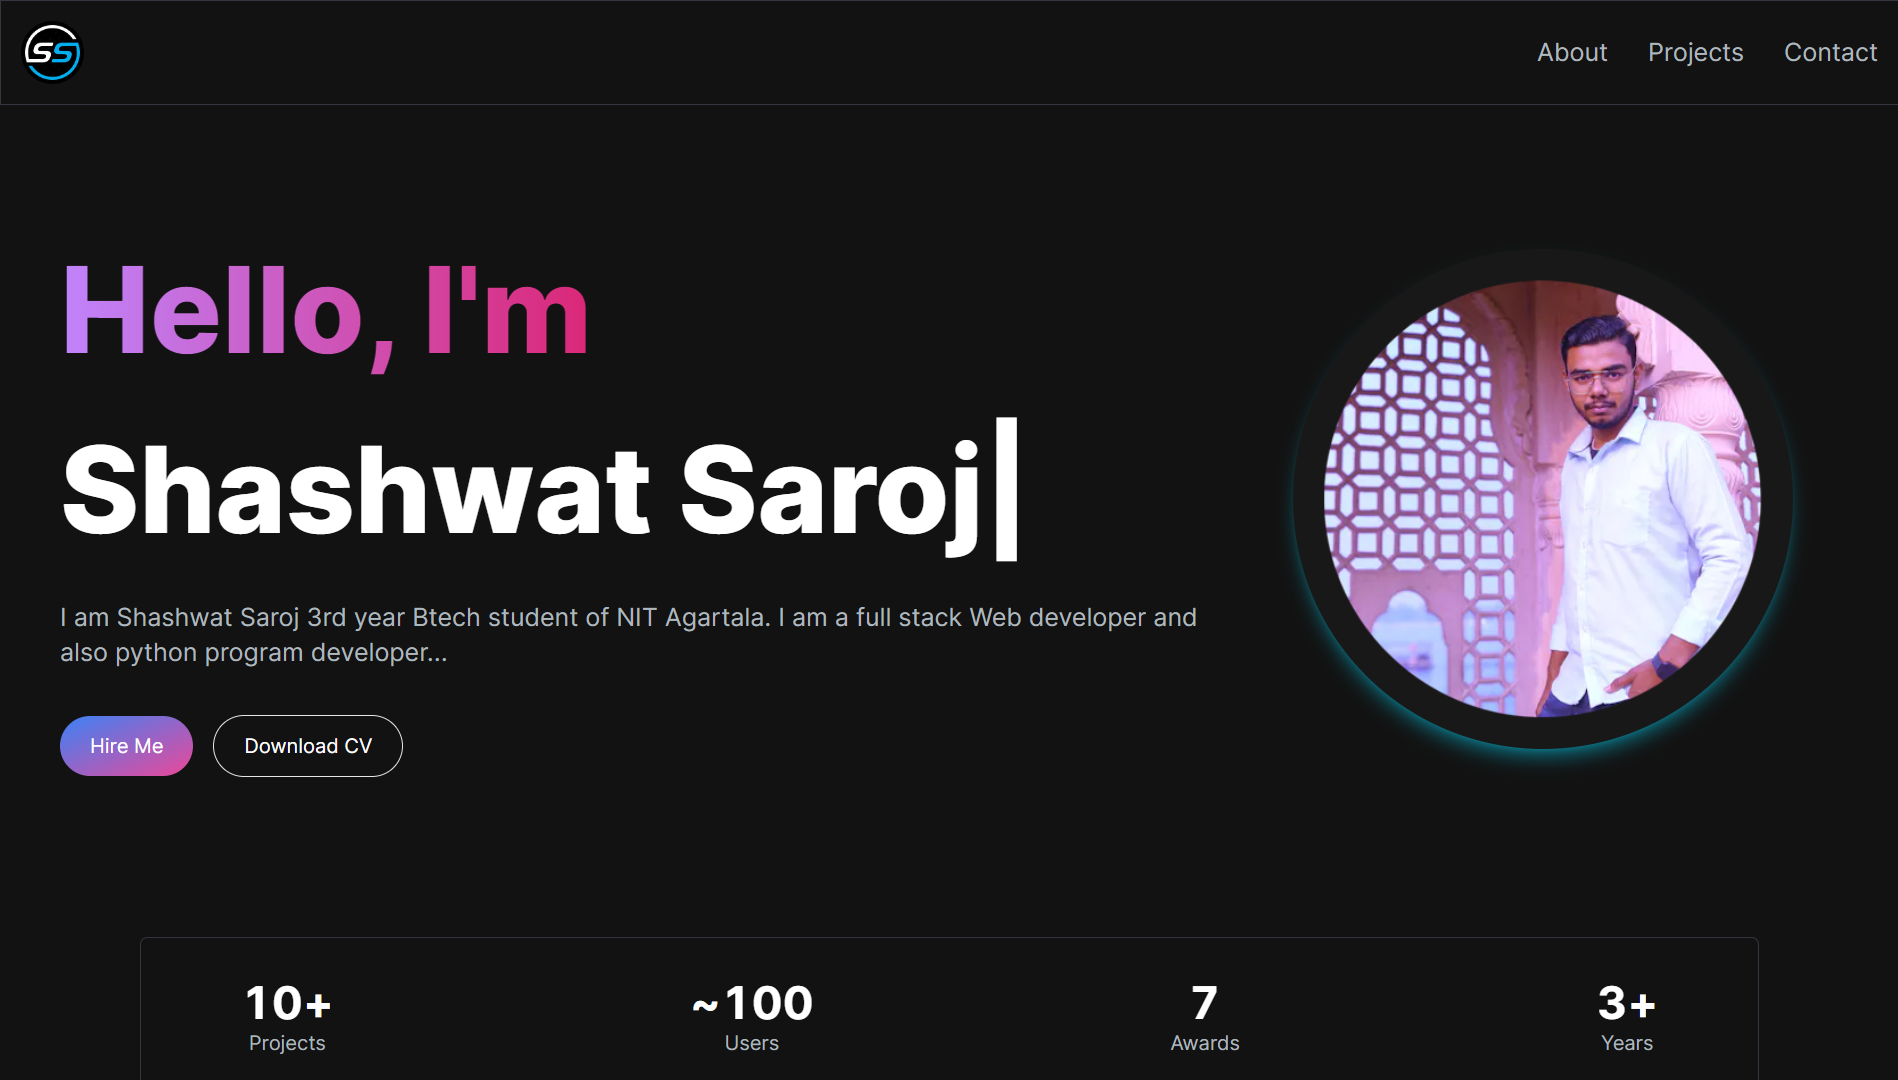 SS
About Projects Contact
Hello, I'm
Shashwat Saroj|
I am Shashwat Saroj 3rd year Btech student of NIT Agartala. I am a full stack Web developer and
also python program developer...
Hire Me Download CV
10+ ~100 7 3+
Projects Users Awards Years